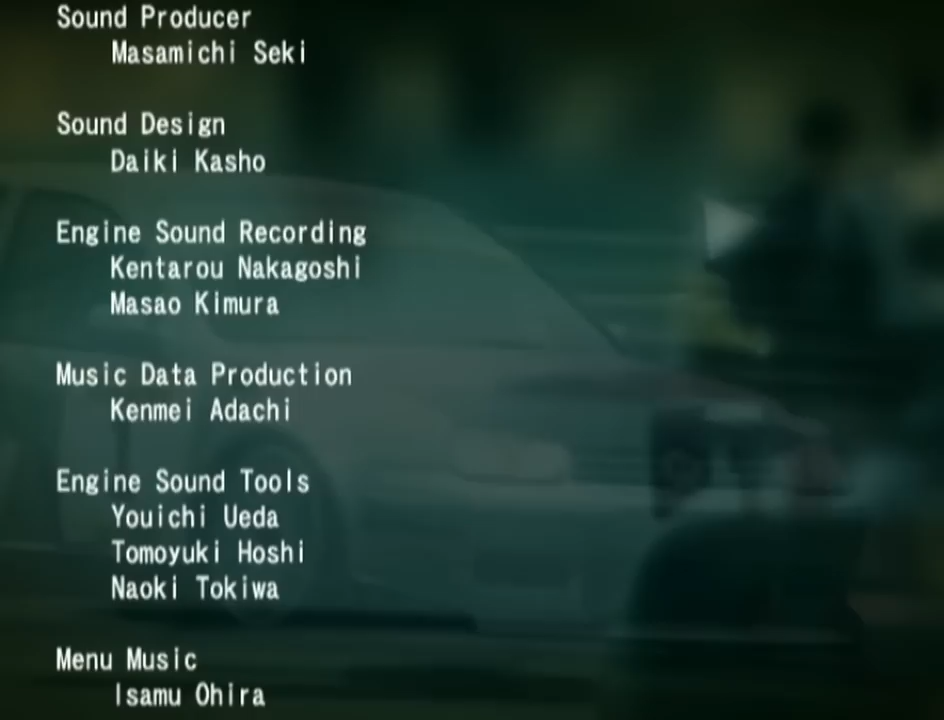 Sound Producer
Masamichi Seki
Sound Design
Daiki Kasho
Engine Sound Recording
Kentarou Nakagoshi
Masao Kimura
Music Data Production
Kenmei Adachi
Engine Sound Tools
Youichi Ueda
Tomoyuki Hoshi
Naoki Tokiwa
Menu Music
Isamu Ohira